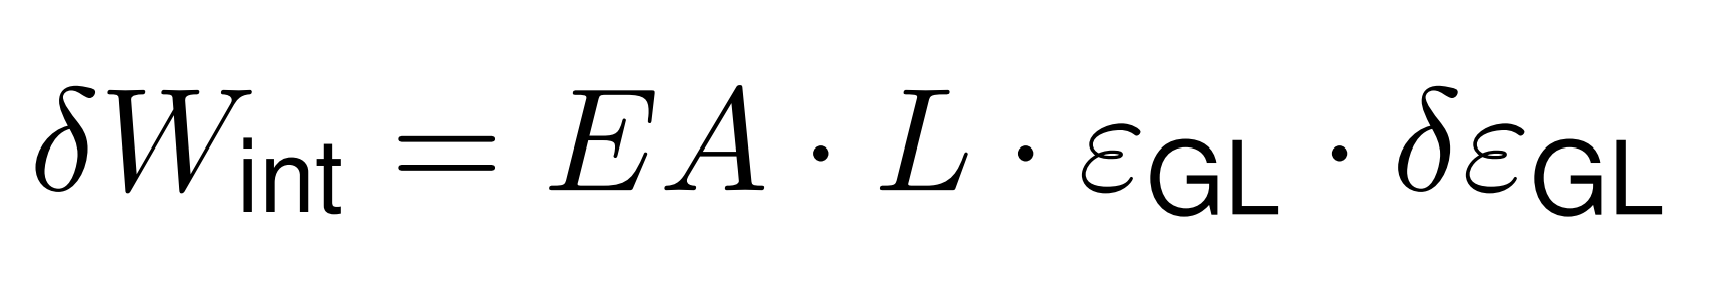 δW_int = EA · L · ε_GL · δε_GL